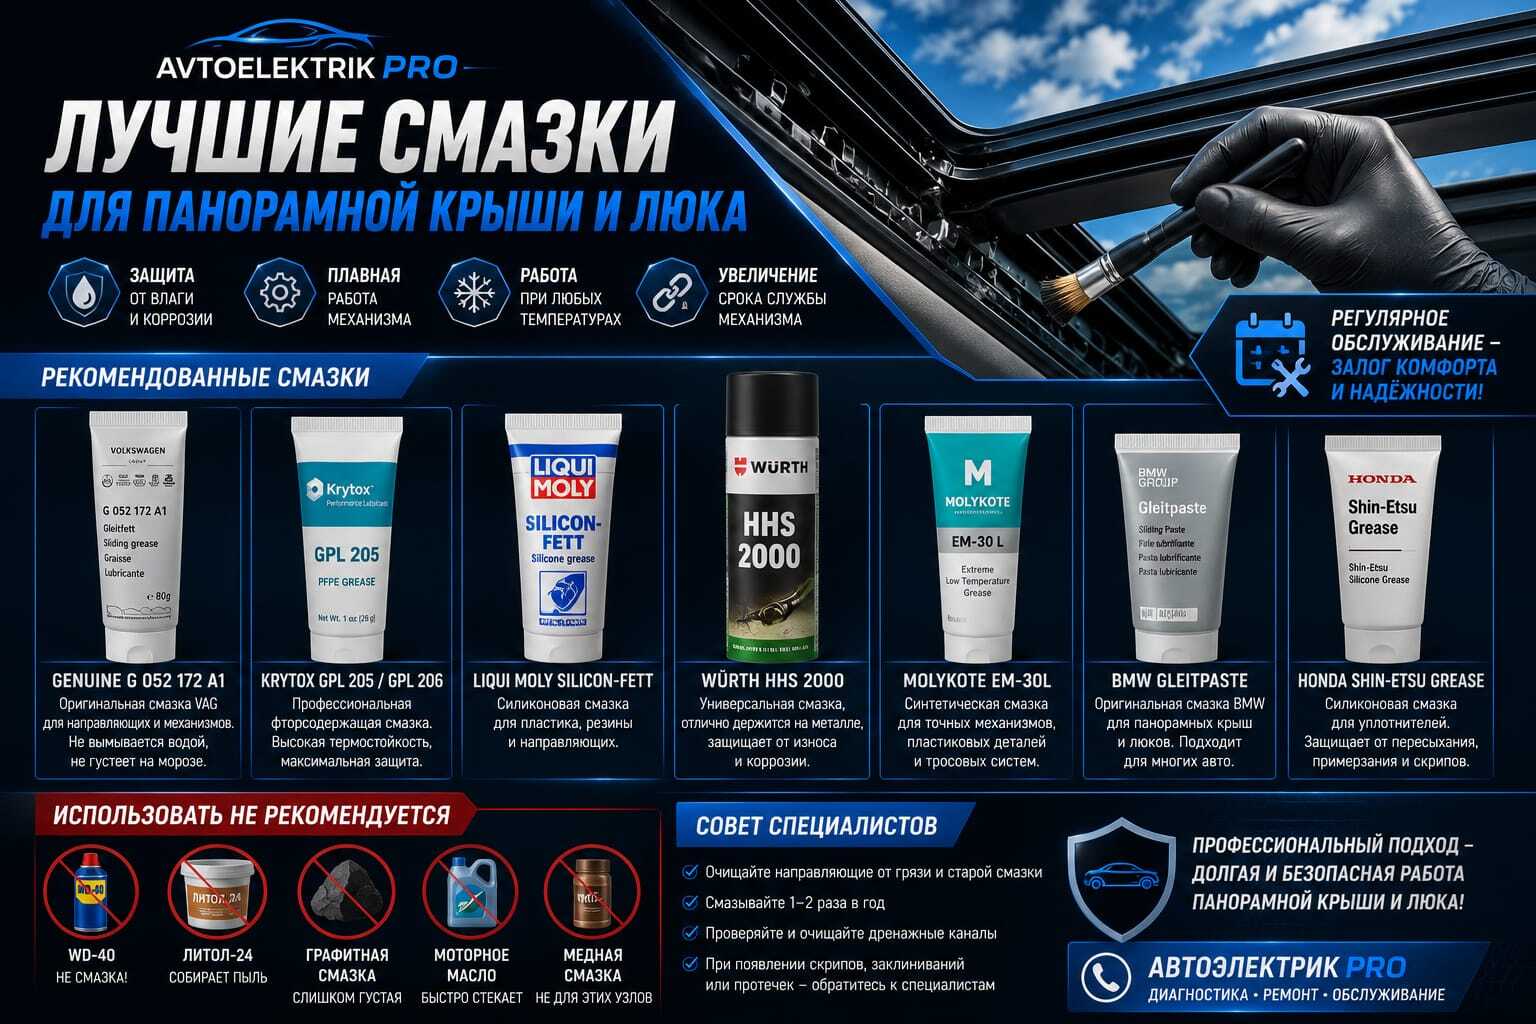 AVTOELEKTRIK PRO
ЛУЧШИЕ СМАЗКИ
ДЛЯ ПАНОРАМНОЙ КРЫШИ И ЛЮКА
ЗАЩИТА
ОТ ВЛАГИ
И КОРРОЗИИ
ПЛАВНАЯ
РАБОТА
МЕХАНИЗМА
РАБОТА
ПРИ ЛЮБЫХ
ТЕМПЕРАТУРАХ
УВЕЛИЧЕНИЕ
СРОКА СЛУЖБЫ
МЕХАНИЗМА
РЕГУЛЯРНОЕ
ОБСЛУЖИВАНИЕ –
ЗАЛОГ КОМФОРТА
И НАДЁЖНОСТИ!
РЕКОМЕНДОВАННЫЕ СМАЗКИ
VOLKSWAGEN
G 052 172 A1
Gleitfett
Sliding grease
Graisse
Lubricante
e 80g
GENUINE G 052 172 A1
Оригинальная смазка VAG
для направляющих и механизмов.
Не вымывается водой,
не густеет на морозе.
Krytox
Performance Lubricants
GPL 205
PFPE GREASE
Net Wt. 1 oz (28 g)
KRYTOX GPL 205 / GPL 206
Профессиональная
фторсодержащая смазка.
Высокая термостойкость,
максимальная защита.
LIQUI
MOLY
SILICON-
FETT
Silicone grease
LIQUI MOLY SILICON-FETT
Силиконовая смазка
для пластика, резины
и направляющих.
WÜRTH
HHS
2000
WÜRTH HHS 2000
Универсальная смазка,
отлично держится на металле,
защищает от износа
и коррозии.
M
MOLYKOTE
EM-30 L
Extreme
Low Temperature
Grease
MOLYKOTE EM-30L
Синтетическая смазка
для точных механизмов,
пластиковых деталей
и тросовых систем.
BMW
GROUP
Gleitpaste
Sliding Paste
Pasta lubrificante
Pasta lubricante
BMW GLEITPASTE
Оригинальная смазка BMW
для панорамных крыш
и люков. Подходит
для многих авто.
HONDA
Shin-Etsu
Grease
Shin-Etsu
Silicone Grease
HONDA SHIN-ETSU GREASE
Силиконовая смазка
для уплотнителей.
Защищает от пересыхания,
примерзания и скрипов.
ИСПОЛЬЗОВАТЬ НЕ РЕКОМЕНДУЕТСЯ
WD-40
WD-40
НЕ СМАЗКА!
ЛИТОЛ-24
ЛИТОЛ-24
СОБИРАЕТ ПЫЛЬ
ГРАФИТНАЯ
СМАЗКА
СЛИШКОМ ГУСТАЯ
МОТОРНОЕ
МАСЛО
БЫСТРО СТЕКАЕТ
МЕДНАЯ
СМАЗКА
НЕ ДЛЯ ЭТИХ УЗЛОВ
СОВЕТ СПЕЦИАЛИСТОВ
Очищайте направляющие от грязи и старой смазки
Смазывайте 1–2 раза в год
Проверяйте и очищайте дренажные каналы
При появлении скрипов, заклиниваний
или протечек – обратитесь к специалистам
ПРОФЕССИОНАЛЬНЫЙ ПОДХОД –
ДОЛГАЯ И БЕЗОПАСНАЯ РАБОТА
ПАНОРАМНОЙ КРЫШИ И ЛЮКА!
АВТОЭЛЕКТРИК PRO
ДИАГНОСТИКА • РЕМОНТ • ОБСЛУЖИВАНИЕ